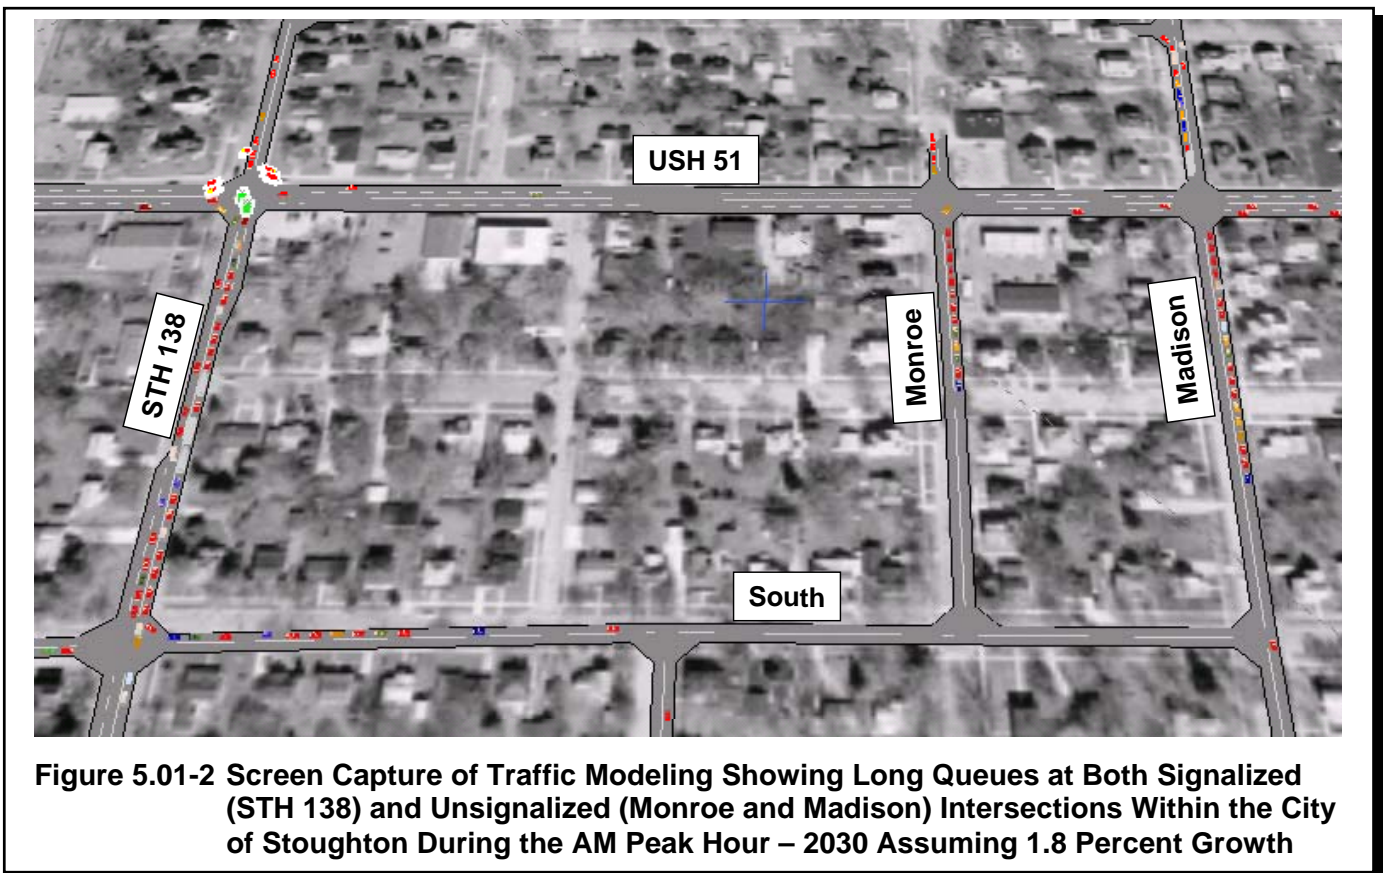 USH 51
STH 138
Monroe
Madison
South
Figure 5.01-2 Screen Capture of Traffic Modeling Showing Long Queues at Both Signalized
(STH 138) and Unsignalized (Monroe and Madison) Intersections Within the City
of Stoughton During the AM Peak Hour – 2030 Assuming 1.8 Percent Growth